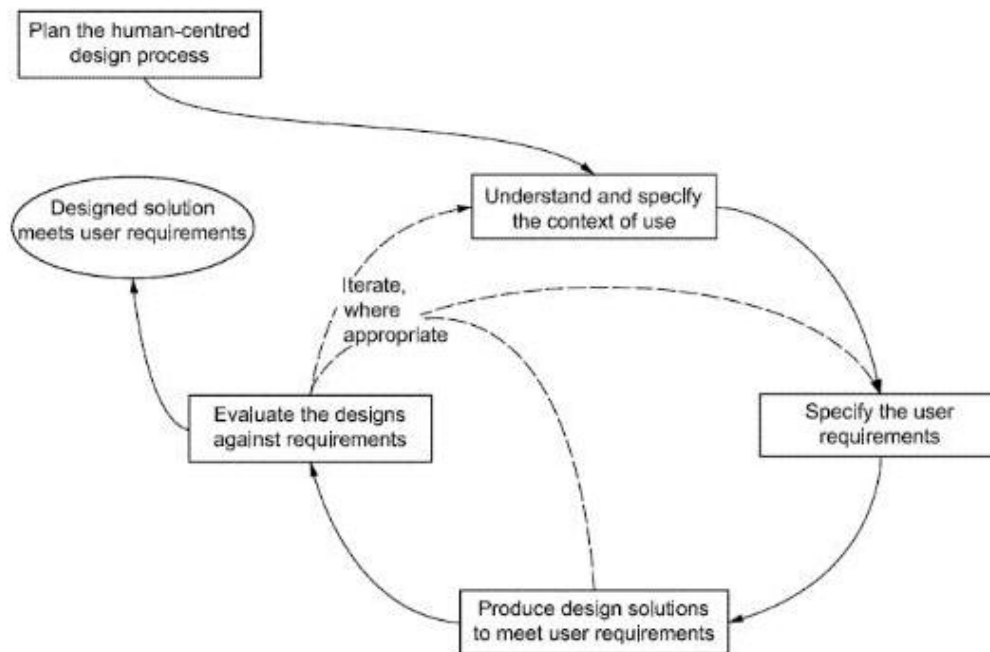 Plan the human-centred
design process
Understand and specify
the context of use
Designed solution
meets user requirements
Iterate,
where
appropriate
Evaluate the designs
against requirements
Specify the user
requirements
Produce design solutions
to meet user requirements